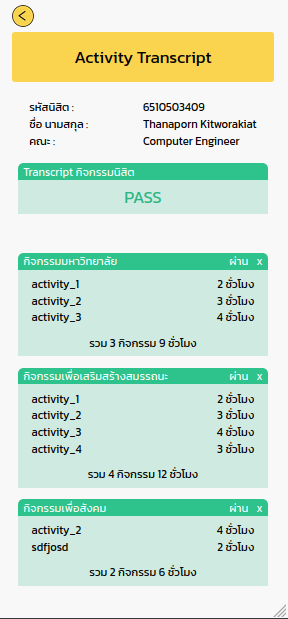 Activity Transcript
รหัสนิสิต : 6510503409
ชื่อ นามสกุล : Thanaporn Kitworakiat
คณะ : Computer Engineer
Transcript กิจกรรมนิสิต
PASS
กิจกรรมมหาวิทยาลัย ผ่าน x
activity_1 2 ชั่วโมง
activity_2 3 ชั่วโมง
activity_3 4 ชั่วโมง
รวม 3 กิจกรรม 9 ชั่วโมง
กิจกรรมเพื่อเสริมสร้างสมรรถนะ ผ่าน x
activity_1 2 ชั่วโมง
activity_2 3 ชั่วโมง
activity_3 4 ชั่วโมง
activity_4 3 ชั่วโมง
รวม 4 กิจกรรม 12 ชั่วโมง
กิจกรรมเพื่อสังคม ผ่าน x
activity_2 4 ชั่วโมง
sdfjosd 2 ชั่วโมง
รวม 2 กิจกรรม 6 ชั่วโมง